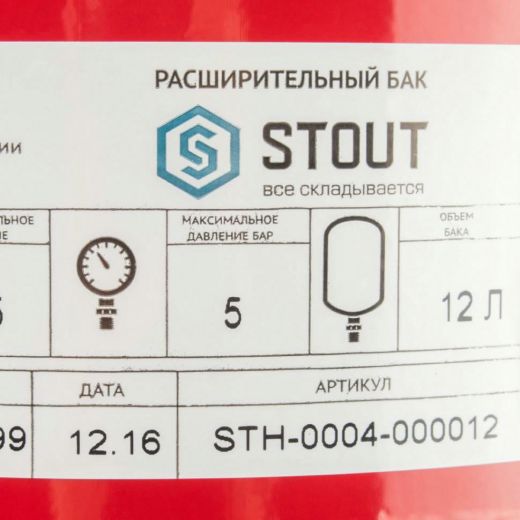 РАСШИРИТЕЛЬНЫЙ БАК
STOUT
все складывается
МАКСИМАЛЬНОЕ
ДАВЛЕНИЕ БАР
ОБЪЕМ
БАКА
5
12 Л
ДАТА
АРТИКУЛ
99
12.16
STH-0004-000012